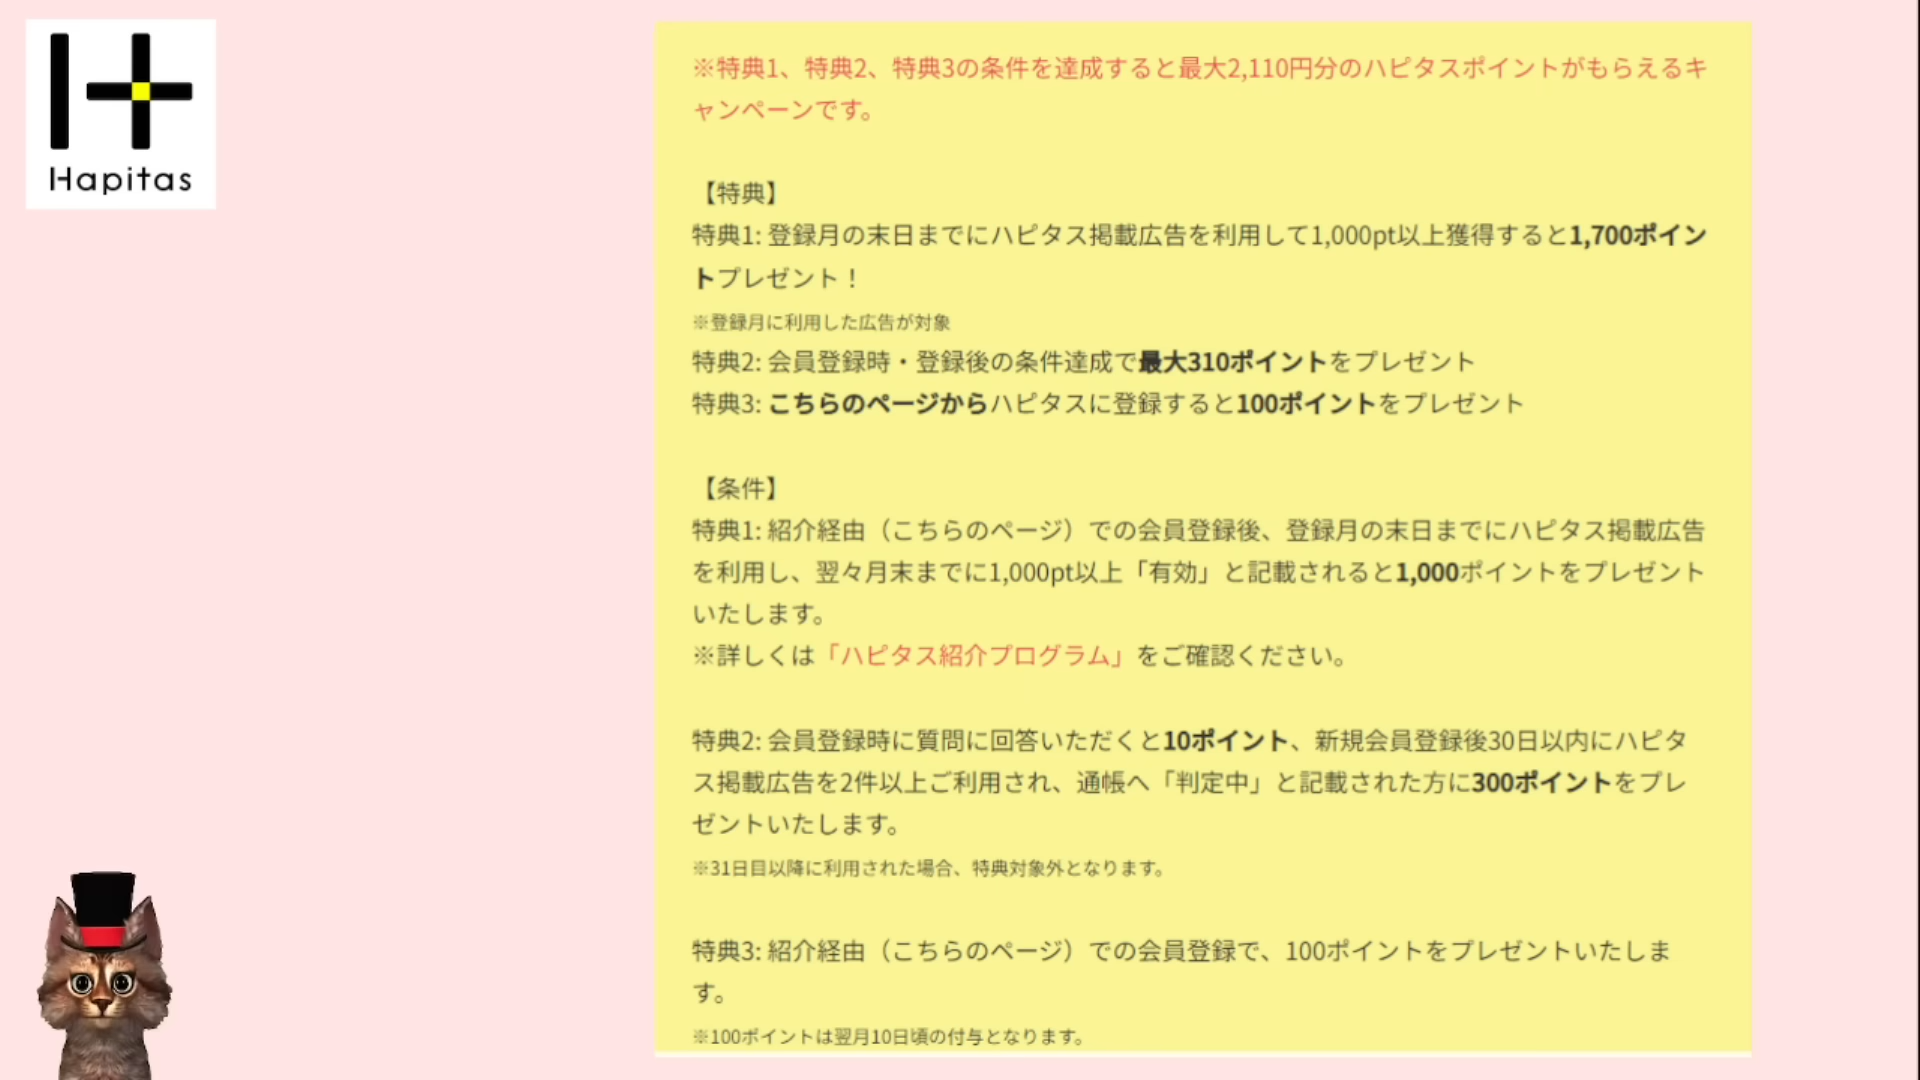 Hapitas
※特典1、特典2、特典3の条件を達成すると最大2,110円分のハピタスポイントがもらえるキ
ャンペーンです。
【特典】
特典1: 登録月の末日までにハピタス掲載広告を利用して1,000pt以上獲得すると1,700ポイン
トプレゼント！
※登録月に利用した広告が対象
特典2: 会員登録時・登録後の条件達成で最大310ポイントをプレゼント
特典3: こちらのページからハピタスに登録すると100ポイントをプレゼント
【条件】
特典1: 紹介経由（こちらのページ）での会員登録後、登録月の末日までにハピタス掲載広告
を利用し、翌々月末までに1,000pt以上「有効」と記載されると1,000ポイントをプレゼント
いたします。
※詳しくは「ハピタス紹介プログラム」をご確認ください。
特典2: 会員登録時に質問に回答いただくと10ポイント、新規会員登録後30日以内にハピタ
ス掲載広告を2件以上ご利用され、通帳へ「判定中」と記載された方に300ポイントをプレ
ゼントいたします。
※31日目以降に利用された場合、特典対象外となります。
特典3: 紹介経由（こちらのページ）での会員登録で、100ポイントをプレゼントいたしま
す。
※100ポイントは翌月10日頃の付与となります。